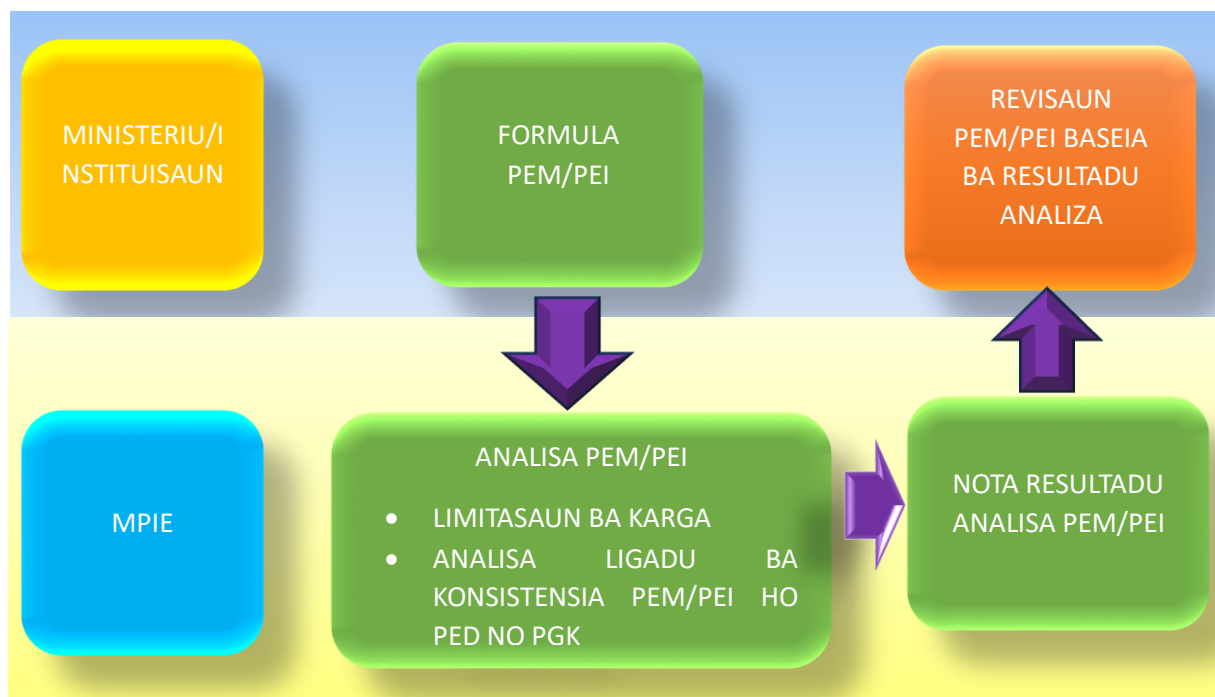 MINISTERIU/I
NSTITUISAUN
FORMULA
PEM/PEI
REVISAUN
PEM/PEI BASEIA
BA RESULTADU
ANALIZA
MPIE
ANALISA PEM/PEI
• LIMITASAUN BA KARGA
• ANALISA LIGADU BA
KONSISTENSIA PEM/PEI HO
PED NO PGK
NOTA RESULTADU
ANALISA PEM/PEI